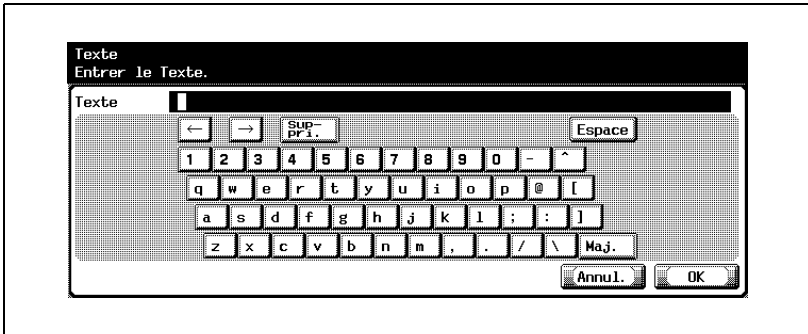 Texte
Entrer le Texte.
Texte
← → Sup-pri. Espace
1 2 3 4 5 6 7 8 9 0 - ^
q w e r t y u i o p @ [
a s d f g h j k l ; : ]
z x c v b n m , . / \ Maj.
Annul. OK